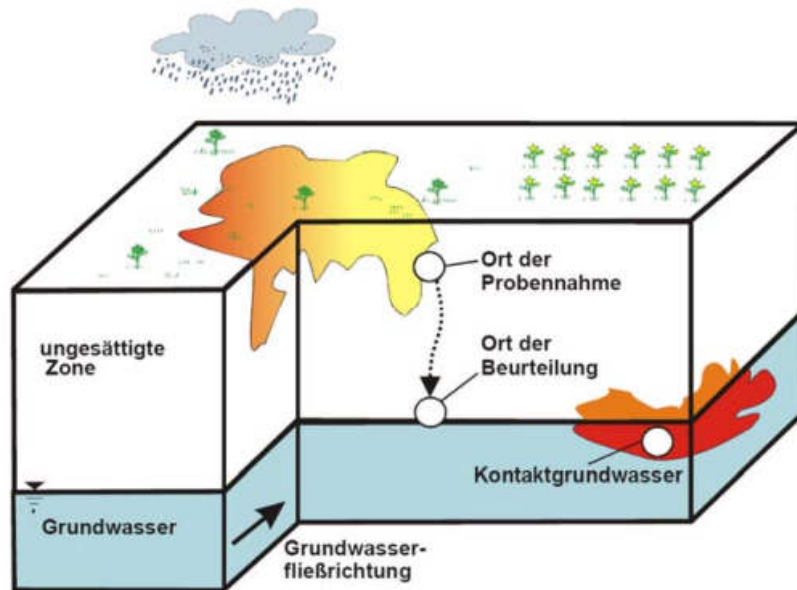 Ort der
Probennahme
ungesättigte
Zone
Ort der
Beurteilung
Kontaktgrundwasser
Grundwasser
Grundwasser-
fließrichtung